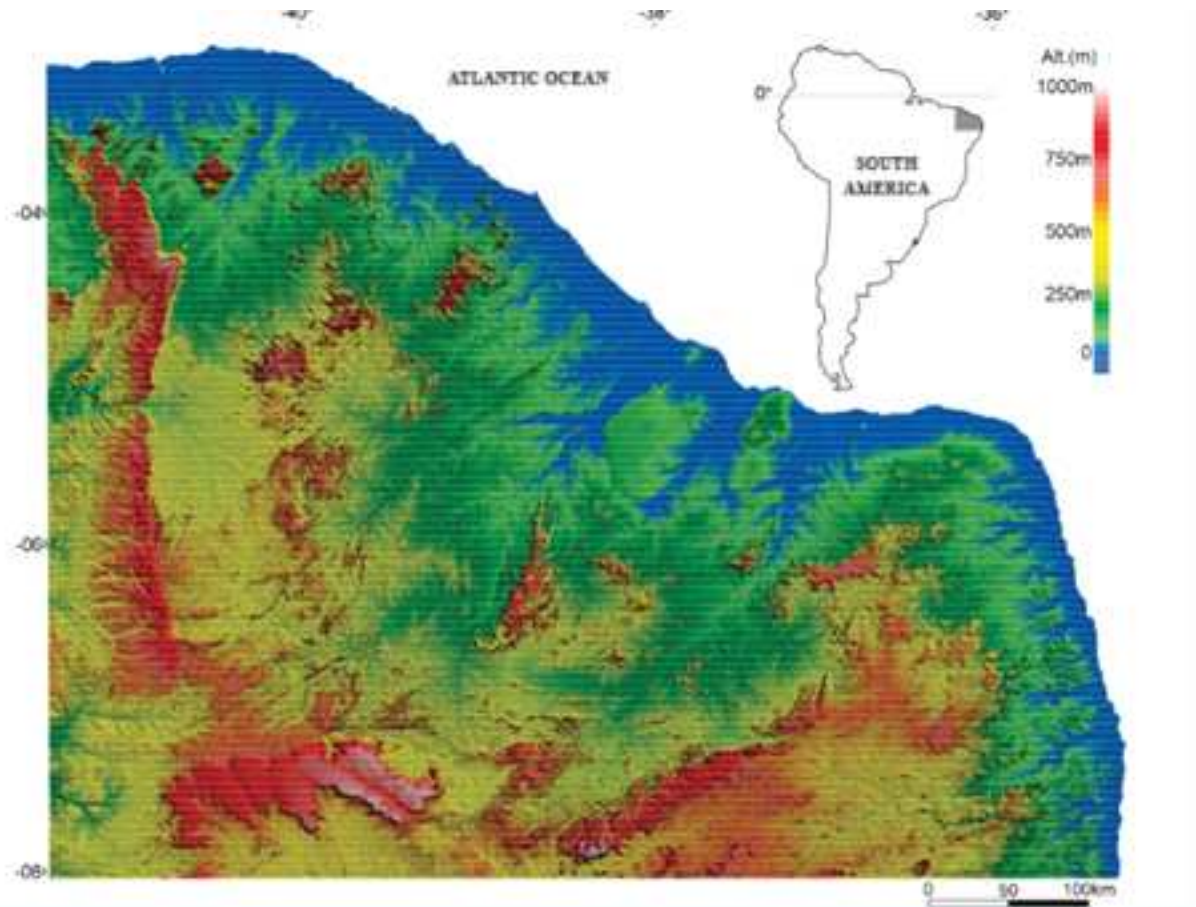 -40°
-38°
-36°
ATLANTIC OCEAN
Alt.(m)
1000m
0°
750m
SOUTH
AMERICA
-04
500m
250m
0
-06
-08
0 50 100km